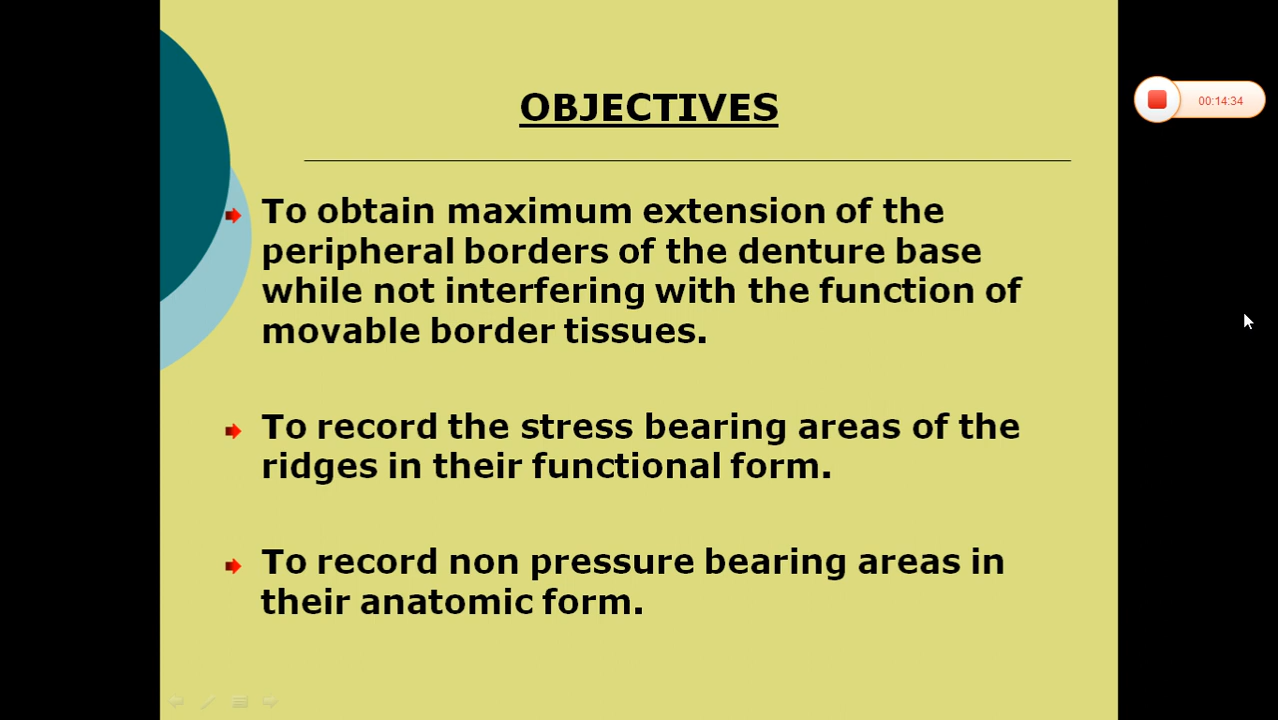 OBJECTIVES
00:14:34
To obtain maximum extension of the
peripheral borders of the denture base
while not interfering with the function of
movable border tissues.
To record the stress bearing areas of the
ridges in their functional form.
To record non pressure bearing areas in
their anatomic form.